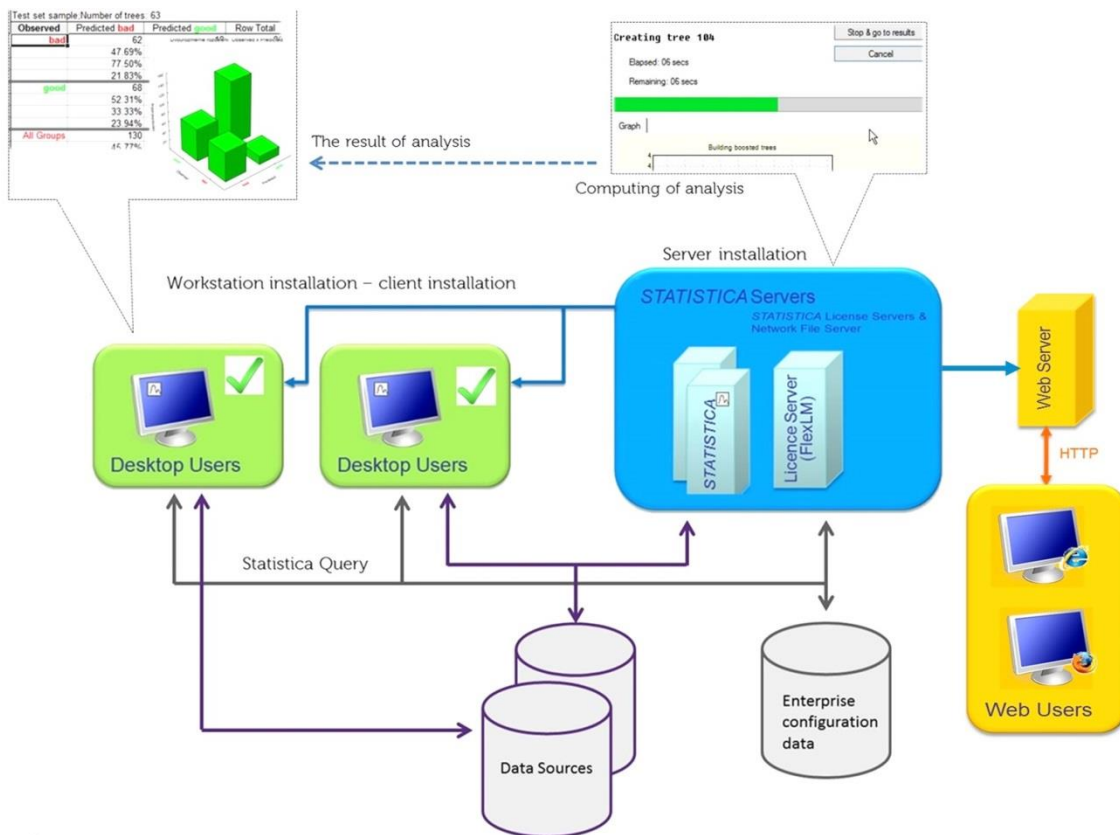 Test set sample;Number of trees 63
Observed Predicted bad Predicted good Row Total
bad 62
47.69%
77.50%
21.83%
good 68
52.31%
33.33%
23.94%
All Groups 130
45.77%
Creating tree 104
Stop & go to results
Cancel
Elapsed: 06 secs
Remaining: 06 secs
Graph
Building boosted trees
4
4
The result of analysis
Computing of analysis
Server installation
Workstation installation – client installation
STATISTICA Servers
STATISTICA License Servers &
Network File Server
STATISTICA
Licence Server
(FlexLM)
Web Server
HTTP
Desktop Users
Desktop Users
Statistica Query
Data Sources
Enterprise
configuration
data
Web Users